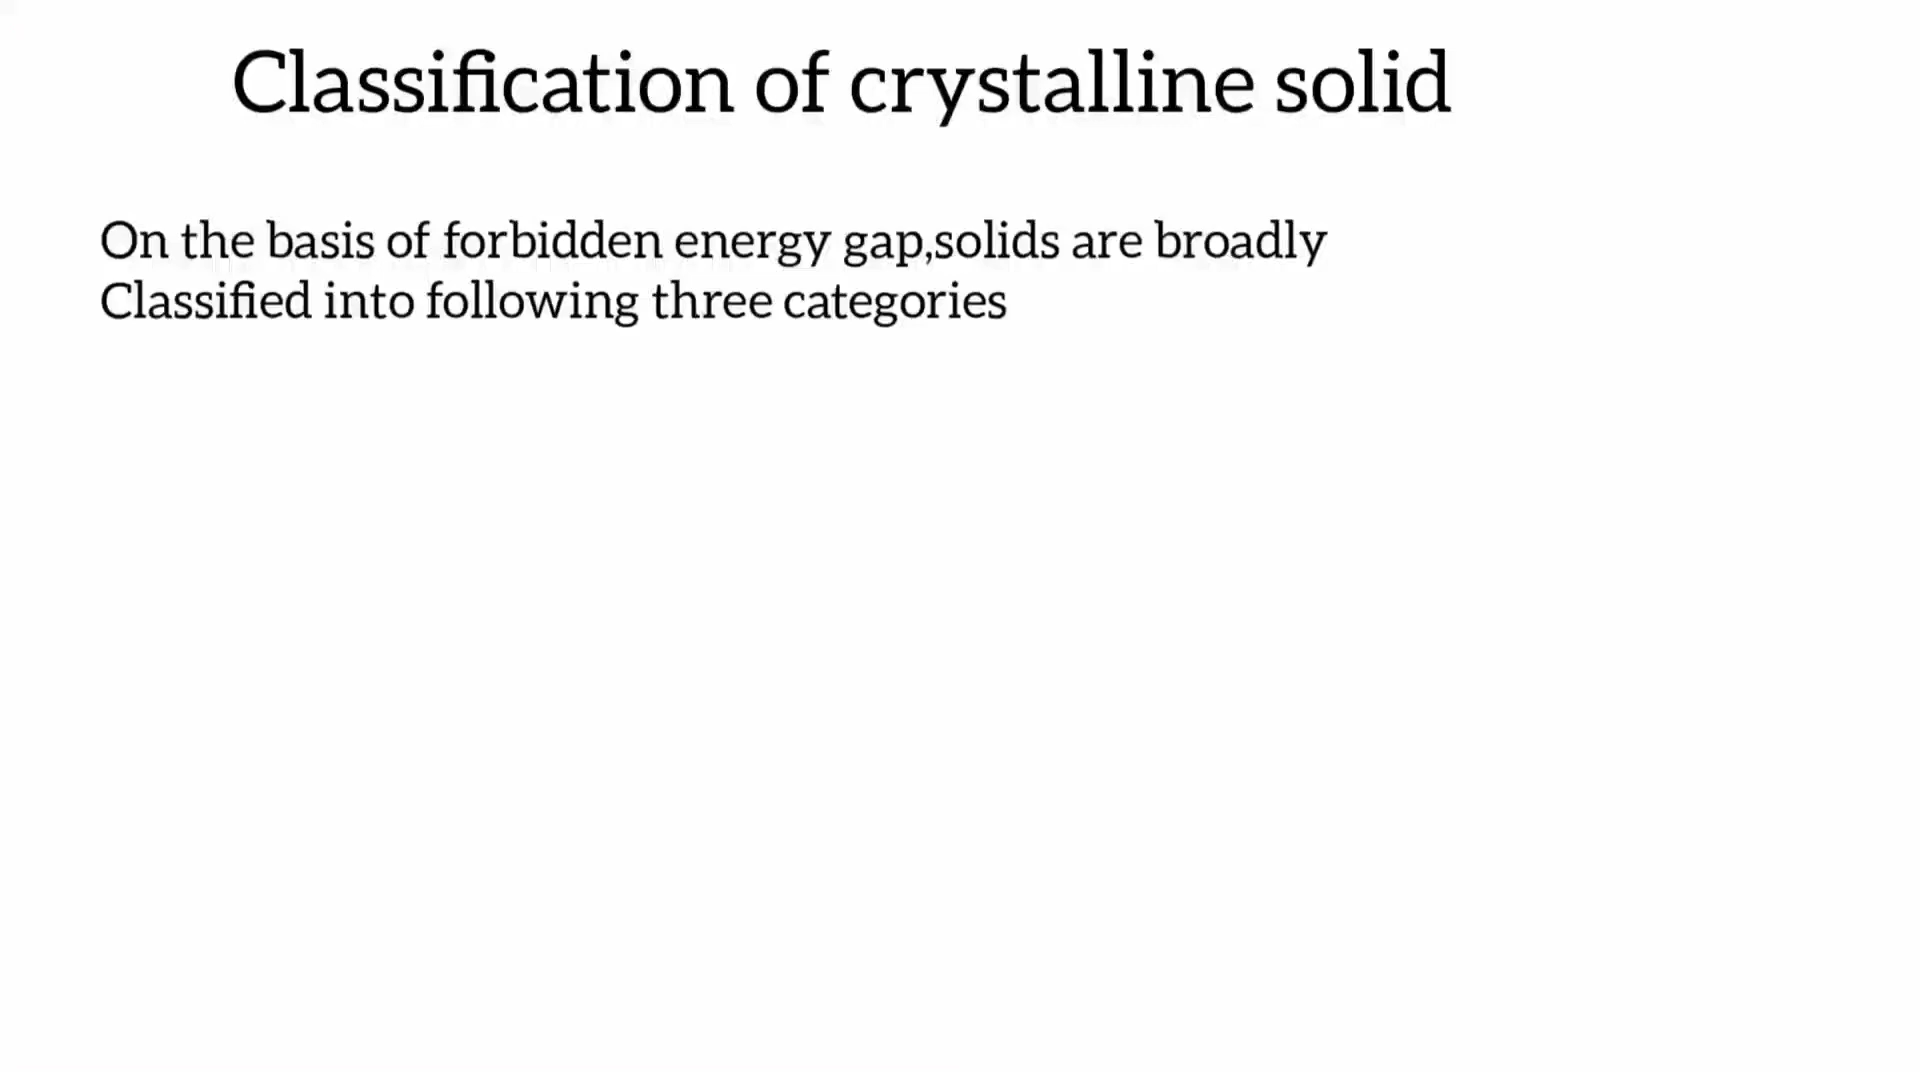 Classification of crystalline solid
On the basis of forbidden energy gap,solids are broadly
Classified into following three categories